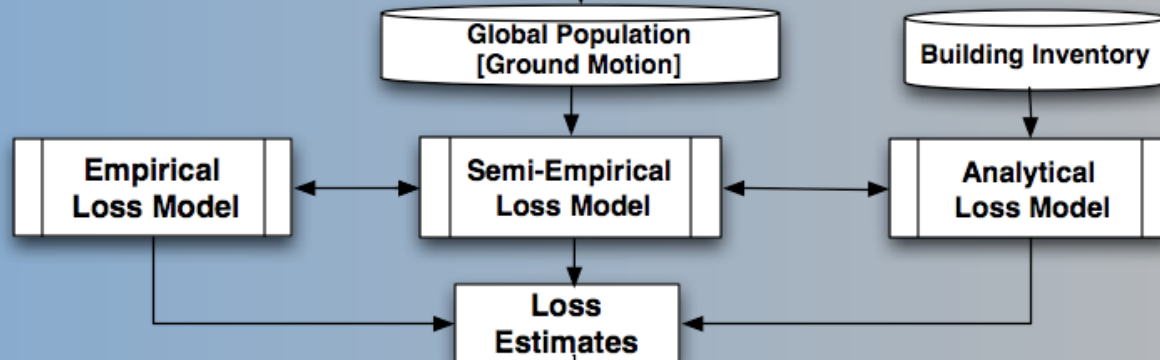 Global Population
[Ground Motion]
Building Inventory
Empirical
Loss Model
Semi-Empirical
Loss Model
Analytical
Loss Model
Loss
Estimates